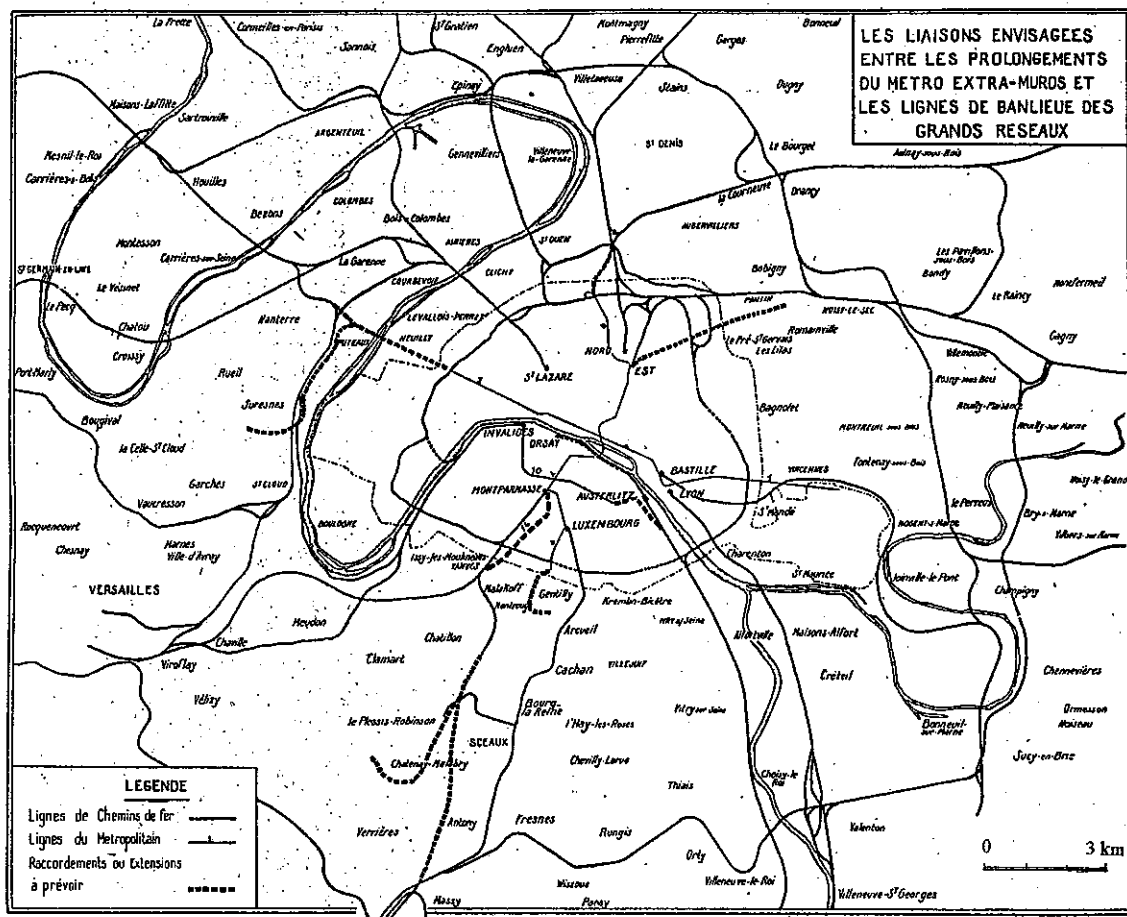 LES LIAISONS ENVISAGEES
ENTRE LES PROLONGEMENTS
DU METRO EXTRA-MUROS ET
LES LIGNES DE BANLIEUE DES
GRANDS RESEAUX
La Frette
Cormeilles-en-Parisis
St Gratien
Montmagny
Bonneuil
Sannois
Enghien
Pierrefitte
Garges
Maisons-Laffitte
Epinay
Villetaneuse
Stains
Dugny
Sartrouville
ARGENTEUIL
Mesnil-le-Roi
Gennevilliers
Villeneuve-
la-Garenne
St DENIS
Le Bourget
Aulnay-sous-Bois
Carrières-s-Bois
Houilles
COLOMBES
La Courneuve
Drancy
Bezons
Bois-Colombes
AUBERVILLIERS
Montesson
Carrières-sur-Seine
ASNIERES
St OUEN
Les Pavillons-
sous-Bois
St GERMAIN-EN-LAYE
La Garenne
CLICHY
Bobigny
Bondy
Montfermeil
Le Vésinet
COURBEVOIE
le Pecq
Nanterre
LEVALLOIS-PERRET
PANTIN
NOISY-LE-SEC
Le Raincy
Chatou
PUTEAUX
NEUILLY
le Pré-St Gervais
Romainville
Gagny
Croissy
NORD
Les Lilas
Villemomble
Port Marly
Rueil
St LAZARE
EST
Rosny-sous-Bois
Suresnes
Bagnolet
Neuilly-Plaisance
Bougival
Neuilly-sur-Marne
la Celle-St Cloud
INVALIDES
ORSAY
MONTREUIL-sous-Bois
Garches
St CLOUD
10
BASTILLE
VINCENNES
Fontenay-sous-Bois
Noisy-le-Grand
Vaucresson
MONTPARNASSE
AUSTERLITZ
LYON
le Perreux
Rocquencourt
BOULOGNE
LUXEMBOURG
St Mandé
NOGENT-s-Marne
Bry-s-Marne
Chesnay
Marnes
Ville-d'Avray
Issy-les-Moulineaux
VANVES
Charenton
Villiers-sur-Marne
VERSAILLES
Malakoff
Gentilly
St Maurice
Joinville-le-Pont
Montrouge
Kremlin-Bicêtre
Champigny
Chaville
Meudon
Chatillon
Arcueil
IVRY-s/-Seine
Alfortville
Maisons-Alfort
Viroflay
Clamart
Cachan
VILLEJUIF
Créteil
Chennevières
Vélizy
Bourg-
la Reine
le Plessis-Robinson
l'Hay-les-Roses
Vitry sur Seine
Bonneuil
sur-Marne
Ormesson
Noiseau
SCEAUX
Chatenay-Malabry
Chevilly-Larue
Choisy-le
Roi
Sucy-en-Brie
Thiais
Verrières
Antony
Fresnes
Rungis
Valenton
Orly
Wissous
Villeneuve-le-Roi
Massy
Paray
Villeneuve-St Georges
LEGENDE
Lignes de Chemins de fer
Lignes du Metropolitain
Raccordements ou Extensions
à prévoir
0 3 km